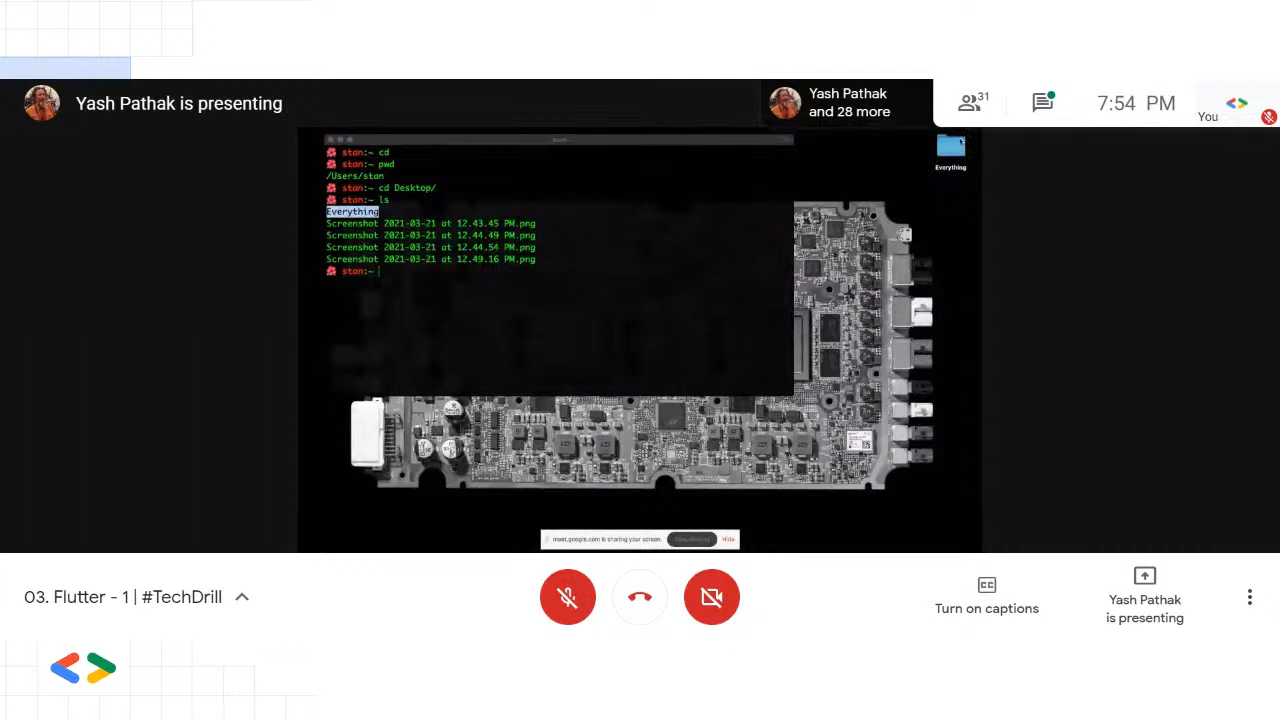 Yash Pathak is presenting
Yash Pathak
and 28 more
31
7:54 PM
You
stan:~ cd
stan:~ pwd
/Users/stan
stan:~ cd Desktop/
stan:~ ls
Everything
Screenshot 2021-03-21 at 12.43.45 PM.png
Screenshot 2021-03-21 at 12.44.49 PM.png
Screenshot 2021-03-21 at 12.44.54 PM.png
Screenshot 2021-03-21 at 12.49.16 PM.png
stan:~
Everything
meet.google.com is sharing your screen.
Stop sharing
Hide
03. Flutter - 1 | #TechDrill
Turn on captions
Yash Pathak
is presenting